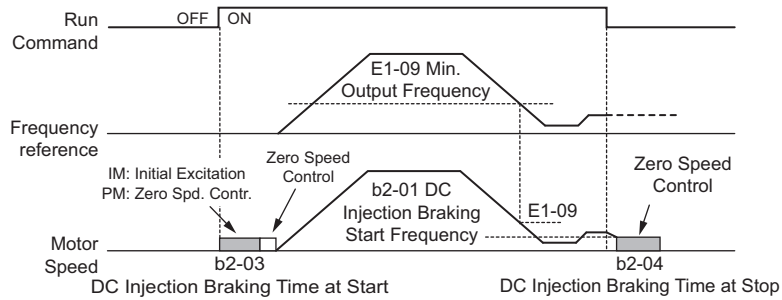 Run
Command
OFF
ON
E1-09 Min.
Output Frequency
Frequency
reference
IM: Initial Excitation
PM: Zero Spd. Contr.
Zero Speed
Control
b2-01 DC
Injection Braking
Start Frequency
E1-09
Zero Speed
Control
Motor
Speed
b2-03
DC Injection Braking Time at Start
b2-04
DC Injection Braking Time at Stop